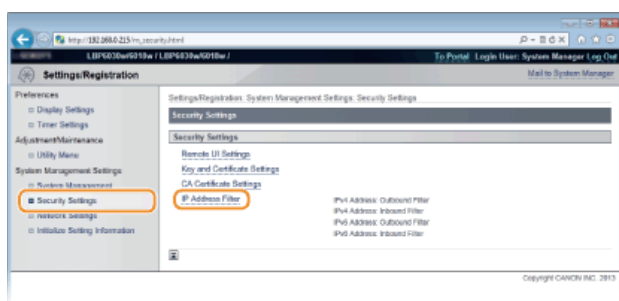 http://192.168.0.215/m_security.html
LBP6030w/6018w / LBP6030w/6018w /
To Portal Login User: System Manager Log Out
Settings/Registration
Mail to System Manager
Preferences
Display Settings
Timer Settings
Adjustment/Maintenance
Utility Menu
System Management Settings
System Management
Security Settings
Network Settings
Initialize Setting Information
Settings/Registration: System Management Settings: Security Settings
Security Settings
Security Settings
Remote UI Settings
Key and Certificate Settings
CA Certificate Settings
IP Address Filter
IPv4 Address: Outbound Filter
IPv4 Address: Inbound Filter
IPv6 Address: Outbound Filter
IPv6 Address: Inbound Filter
Copyright CANON INC. 2013